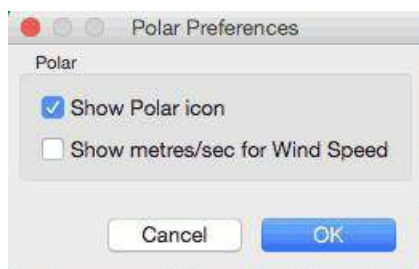 Polar Preferences
Polar
Show Polar icon
Show metres/sec for Wind Speed
Cancel
OK